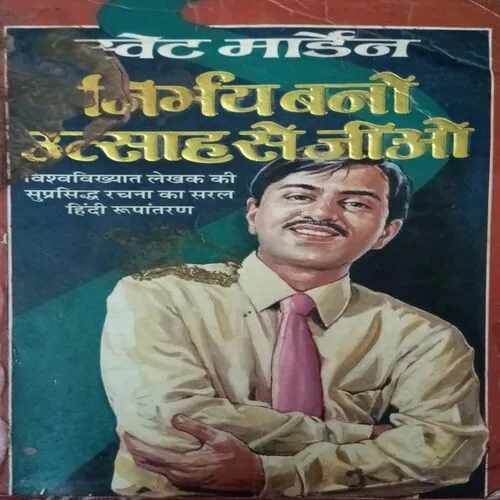 स्वेट मार्डेन
निर्भय बनो
उत्साह से जीओ
विश्वविख्यात लेखक की
सुप्रसिद्ध रचना का सरल
हिंदी रूपांतरण